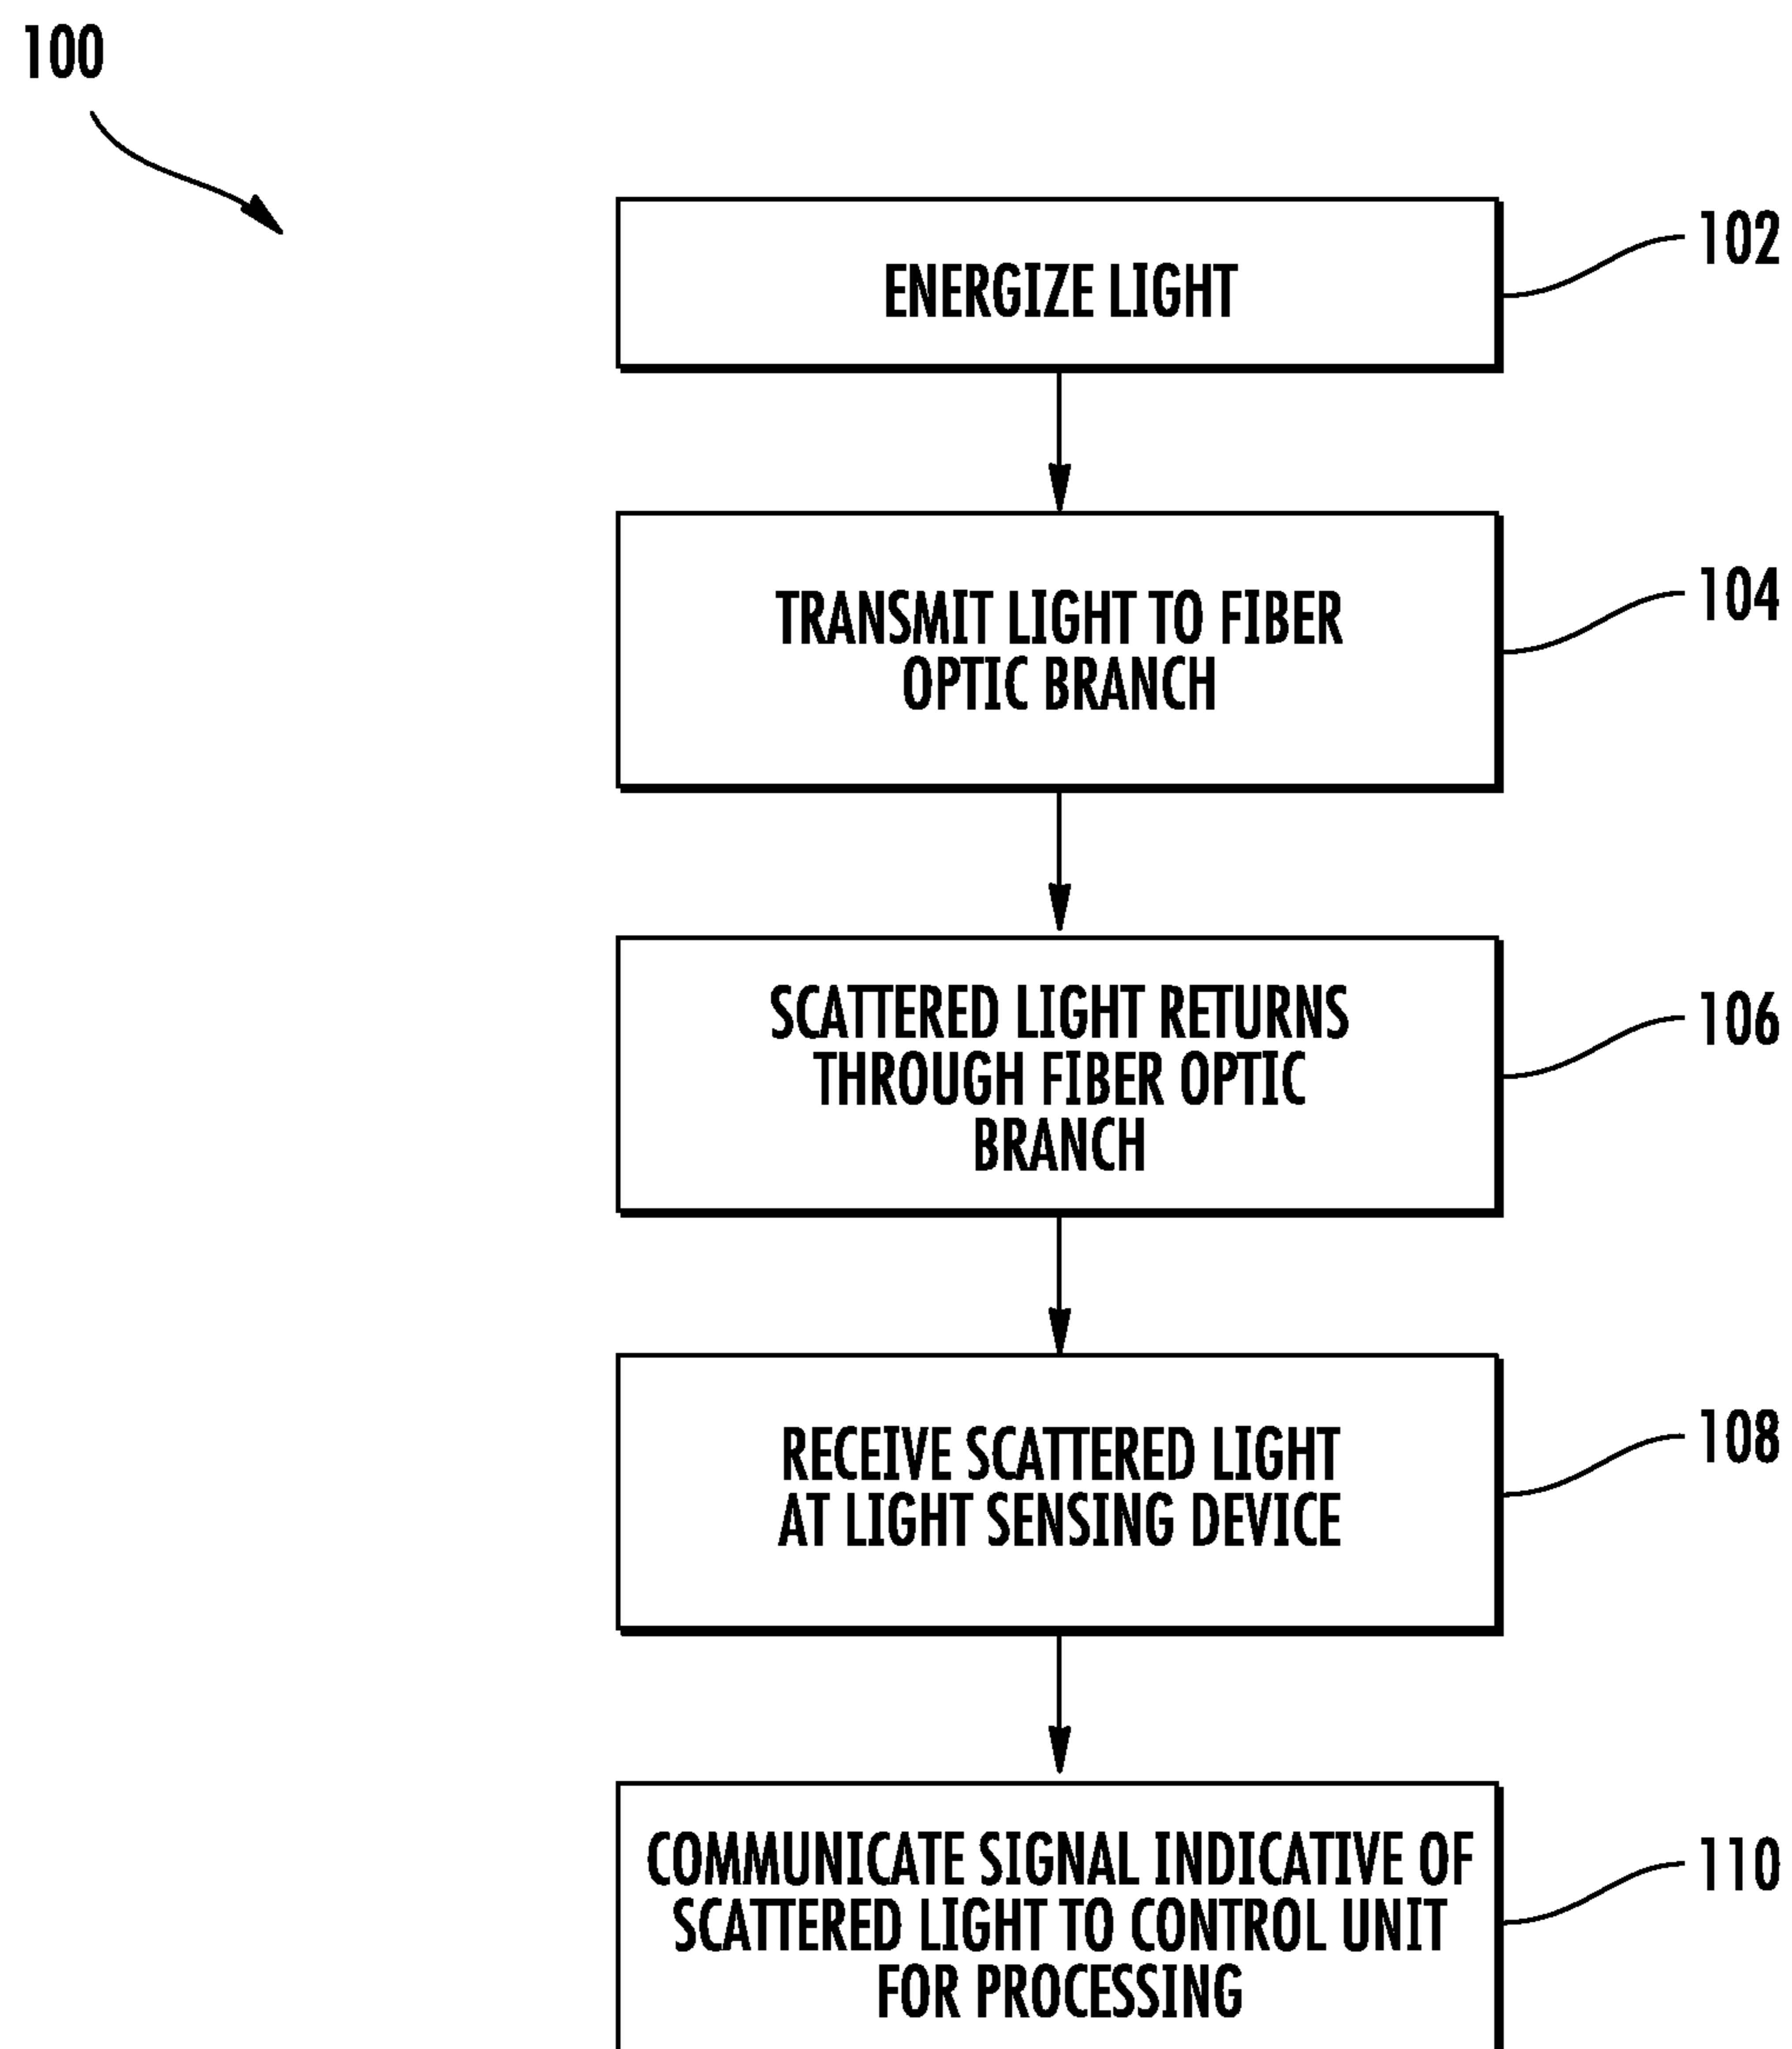 100
ENERGIZE LIGHT
102
TRANSMIT LIGHT TO FIBER
OPTIC BRANCH
104
SCATTERED LIGHT RETURNS
THROUGH FIBER OPTIC
BRANCH
106
RECEIVE SCATTERED LIGHT
AT LIGHT SENSING DEVICE
108
COMMUNICATE SIGNAL INDICATIVE OF
SCATTERED LIGHT TO CONTROL UNIT
FOR PROCESSING
110